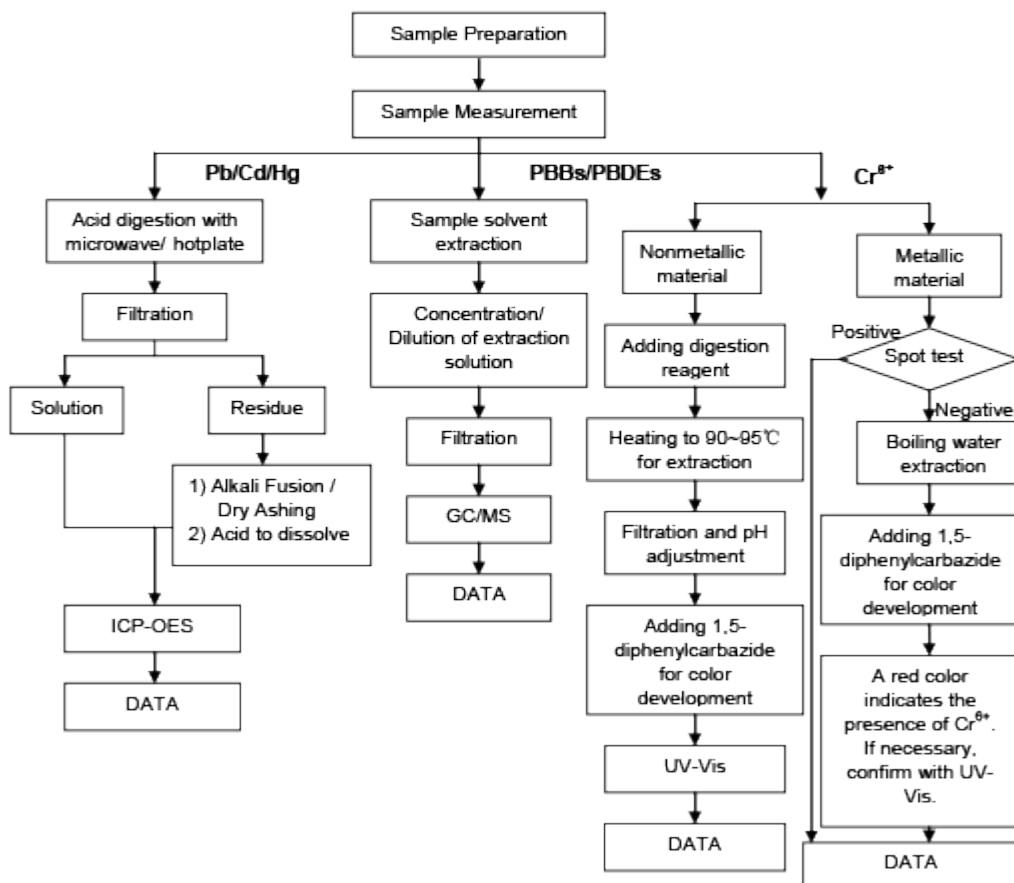 Sample Preparation
Sample Measurement
Pb/Cd/Hg
PBBs/PBDEs
Cr⁶⁺
Acid digestion with
microwave/ hotplate
Filtration
Solution
Residue
1) Alkali Fusion /
Dry Ashing
2) Acid to dissolve
ICP-OES
DATA
Sample solvent
extraction
Concentration/
Dilution of extraction
solution
Filtration
GC/MS
DATA
Nonmetallic
material
Adding digestion
reagent
Heating to 90~95℃
for extraction
Filtration and pH
adjustment
Adding 1,5-
diphenylcarbazide
for color
development
UV-Vis
DATA
Metallic
material
Positive
Spot test
Negative
Boiling water
extraction
Adding 1,5-
diphenylcarbazide
for color
development
A red color
indicates the
presence of Cr⁶⁺.
If necessary,
confirm with UV-
Vis.
DATA